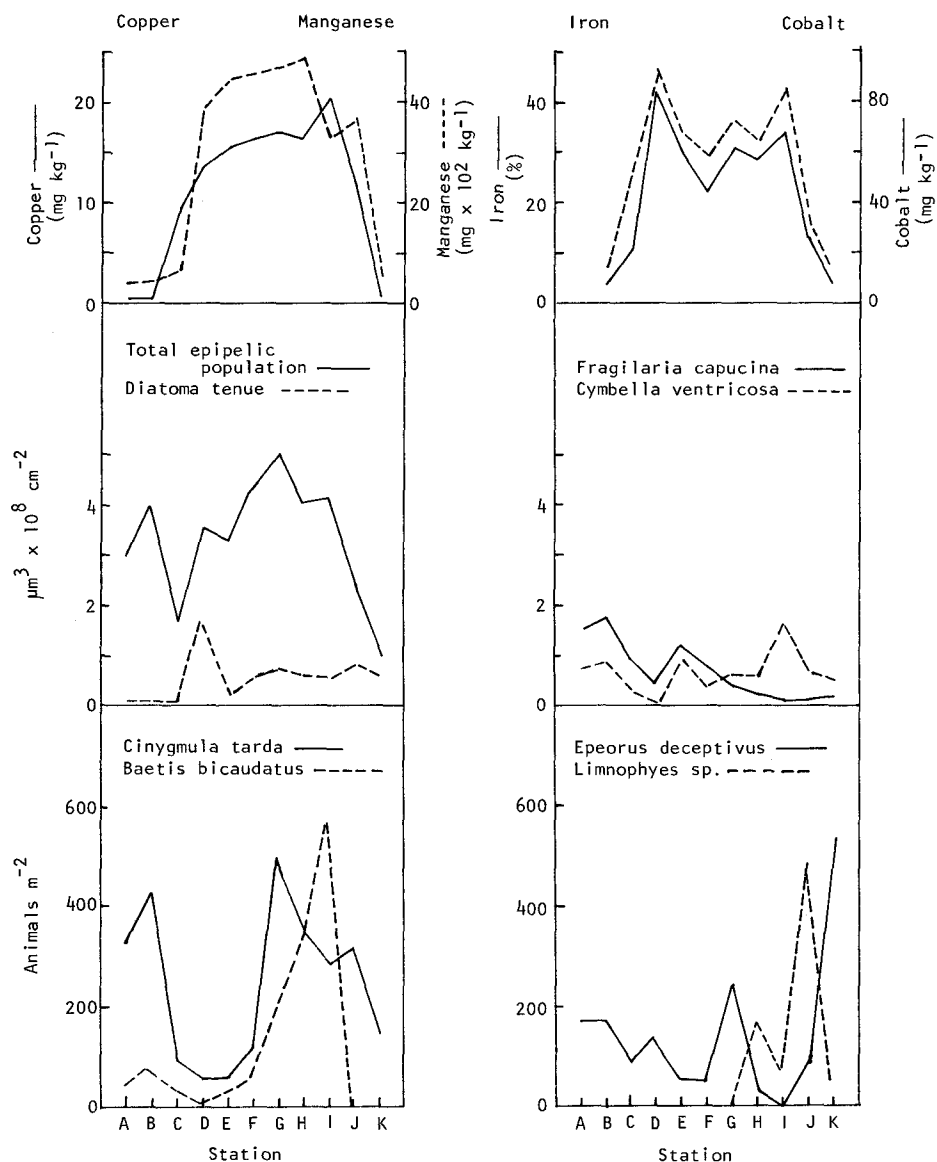 Copper Manganese
Iron Cobalt
20
10
0
Copper
(mg kg-1)
40
20
0
Manganese
(mg x 10² kg-1)
40
30
20
10
0
Iron
(%)
80
40
0
Cobalt
(mg kg-1)
Total epipelic
population
Diatoma tenue
Fragilaria capucina
Cymbella ventricosa
4
2
0
µm³ x 10⁸ cm⁻²
4
2
0
Cinygmula tarda
Baetis bicaudatus
Epeorus deceptivus
Limnophyes sp.
600
400
200
0
Animals m⁻²
600
400
200
0
A B C D E F G H I J K
Station
A B C D E F G H I J K
Station